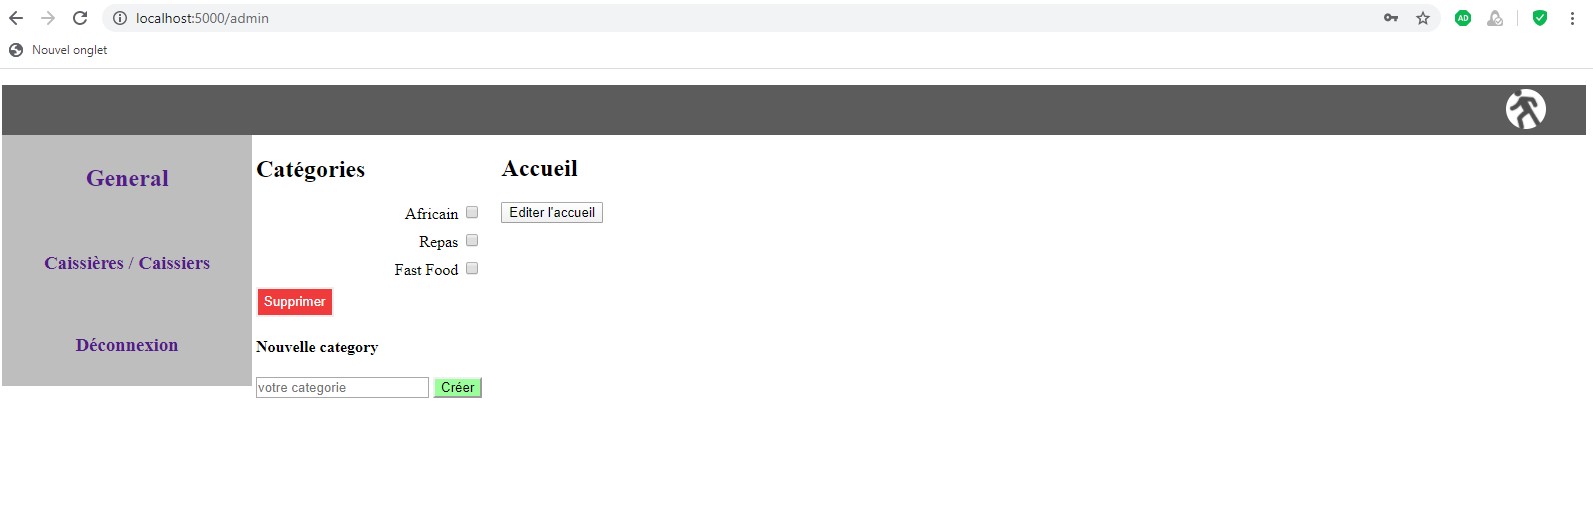 localhost:5000/admin
AD
Nouvel onglet
General
Caissières / Caissiers
Déconnexion
Catégories
Africain
Repas
Fast Food
Supprimer
Nouvelle category
votre categorie
Créer
Accueil
Editer l'accueil